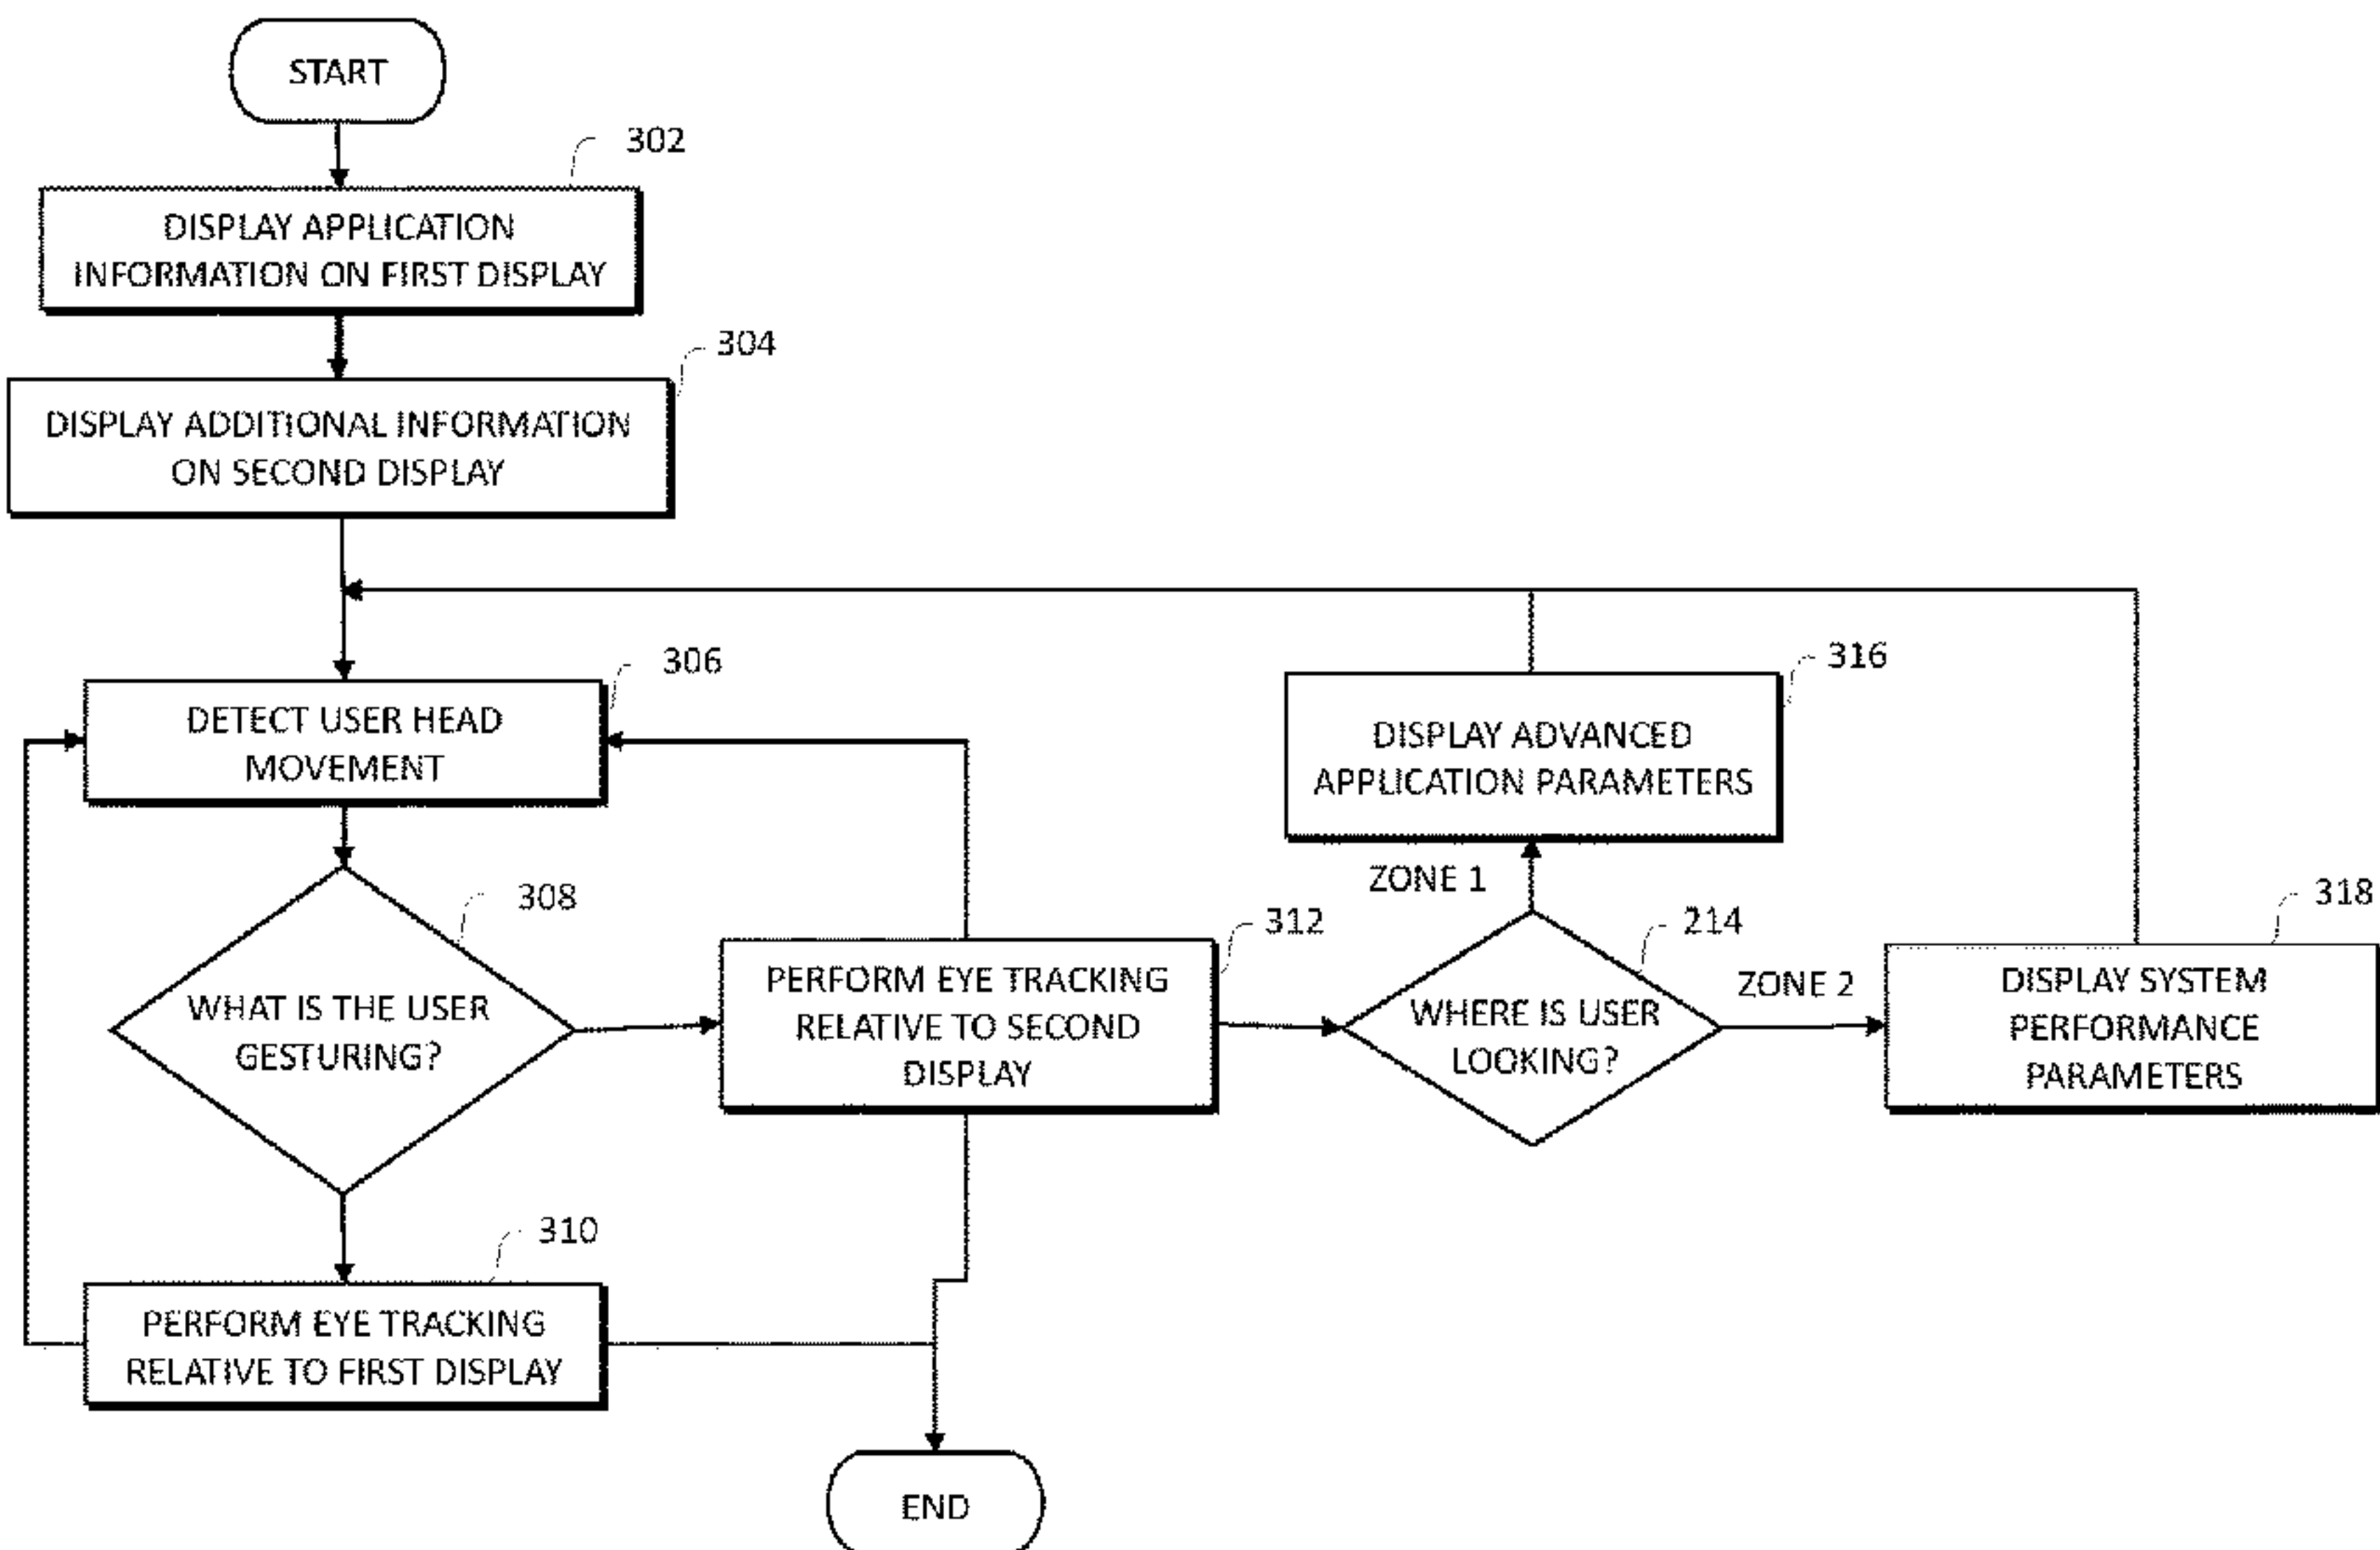 START
302
DISPLAY APPLICATION
INFORMATION ON FIRST DISPLAY
304
DISPLAY ADDITIONAL INFORMATION
ON SECOND DISPLAY
306
DETECT USER HEAD
MOVEMENT
316
DISPLAY ADVANCED
APPLICATION PARAMETERS
ZONE 1
308
WHAT IS THE USER
GESTURING?
312
PERFORM EYE TRACKING
RELATIVE TO SECOND
DISPLAY
214
WHERE IS USER
LOOKING?
ZONE 2
318
DISPLAY SYSTEM
PERFORMANCE
PARAMETERS
310
PERFORM EYE TRACKING
RELATIVE TO FIRST DISPLAY
END